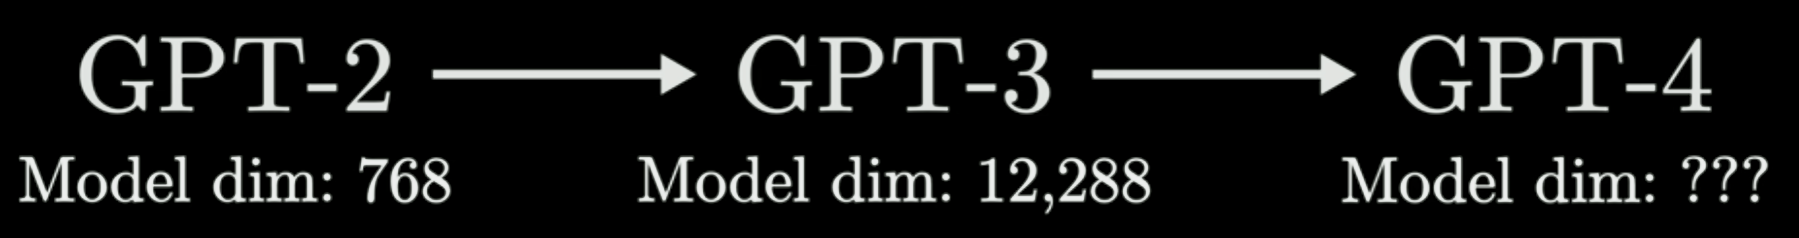 GPT-2 GPT-3 GPT-4
Model dim: 768 Model dim: 12,288 Model dim: ???